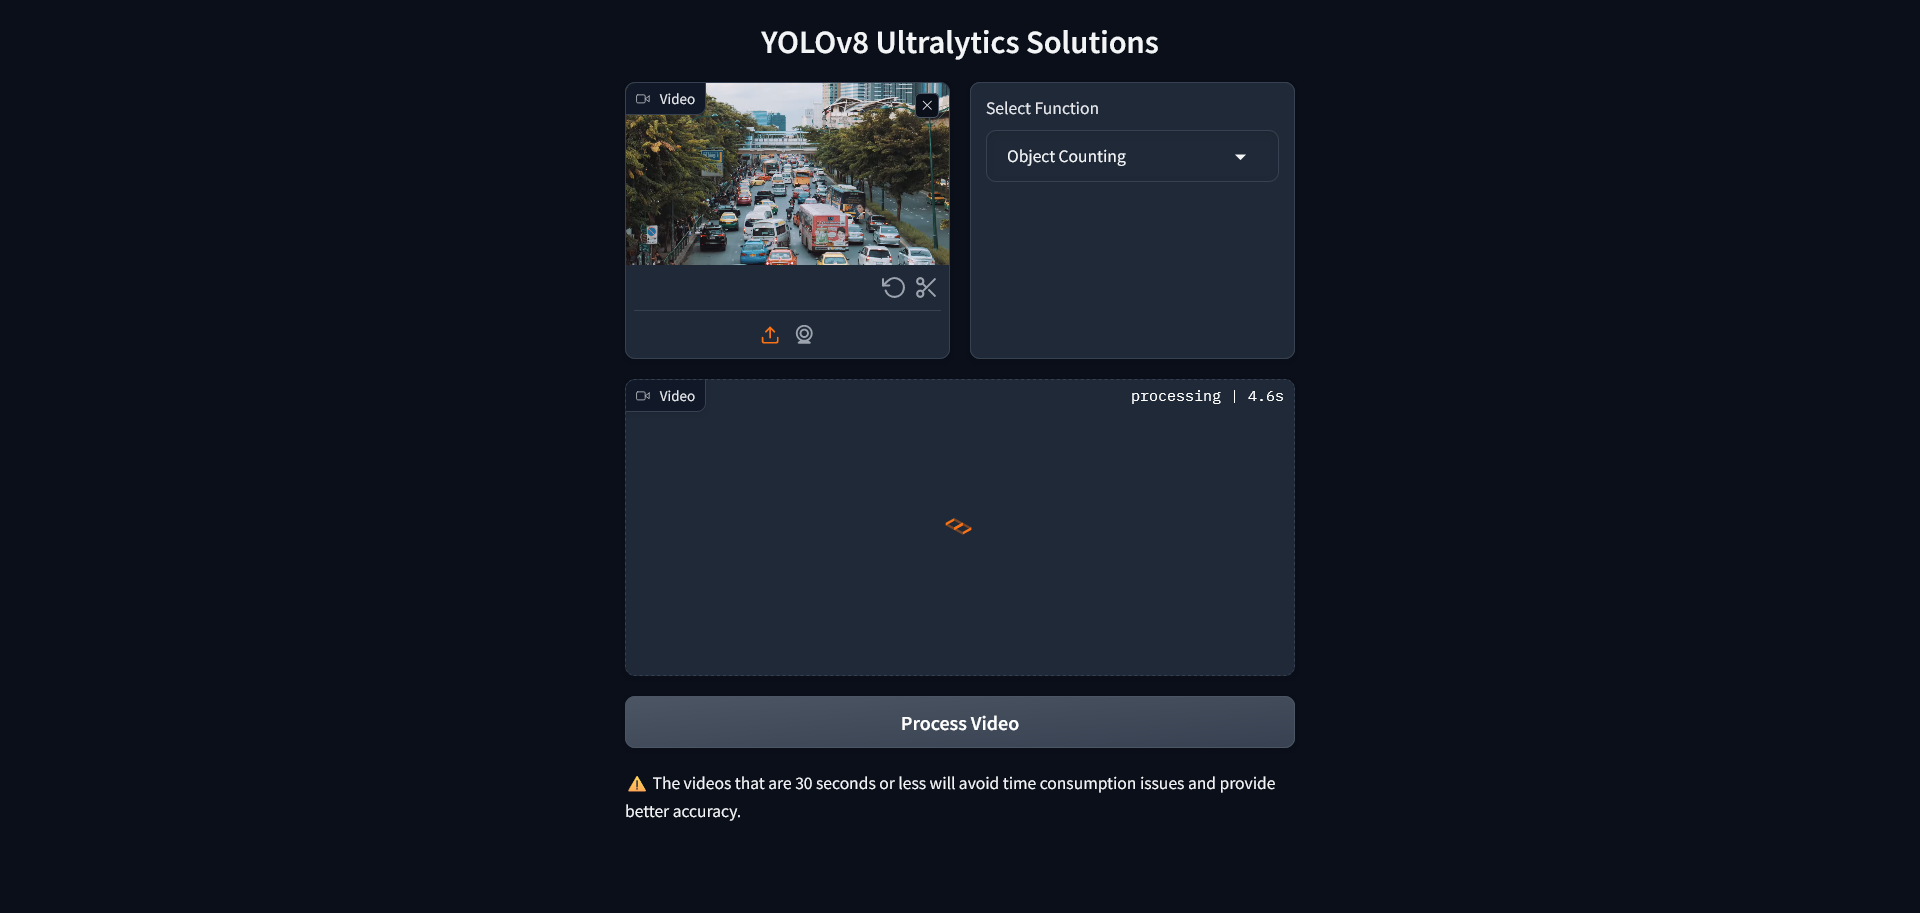 YOLOv8 Ultralytics Solutions
Video
Select Function
Object Counting
Video
processing | 4.6s
Process Video
⚠️ The videos that are 30 seconds or less will avoid time consumption issues and provide
better accuracy.